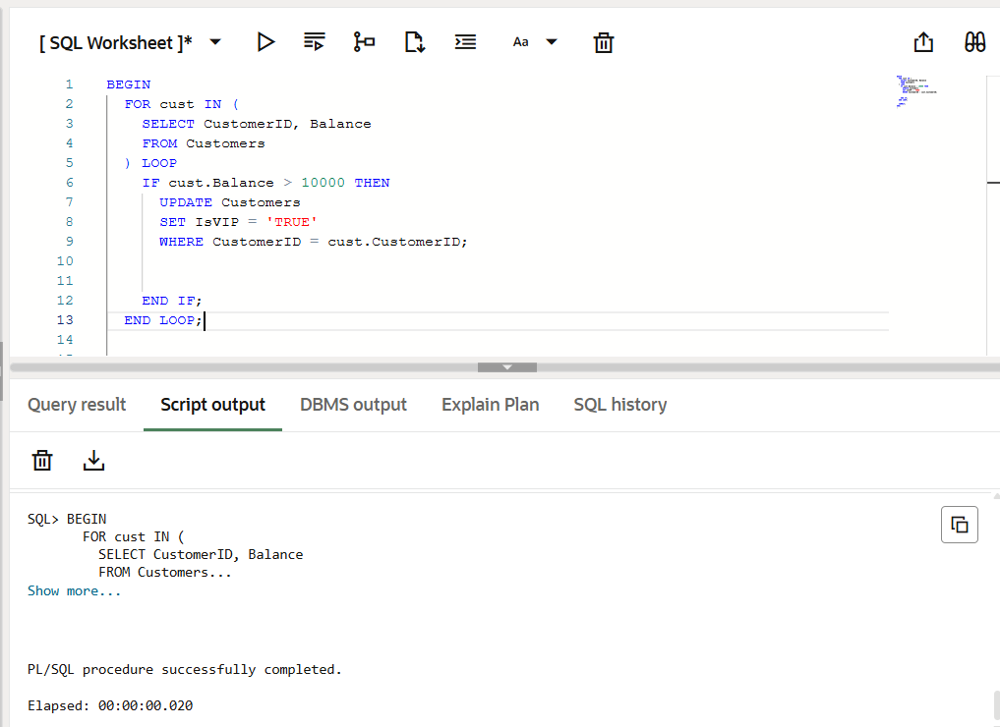 [ SQL Worksheet ]*
Aa
1 BEGIN
2 FOR cust IN (
3 SELECT CustomerID, Balance
4 FROM Customers
5 ) LOOP
6 IF cust.Balance > 10000 THEN
7 UPDATE Customers
8 SET IsVIP = 'TRUE'
9 WHERE CustomerID = cust.CustomerID;
10
11
12 END IF;
13 END LOOP;
14
Query result Script output DBMS output Explain Plan SQL history
SQL> BEGIN
FOR cust IN (
SELECT CustomerID, Balance
FROM Customers...
Show more...
PL/SQL procedure successfully completed.
Elapsed: 00:00:00.020